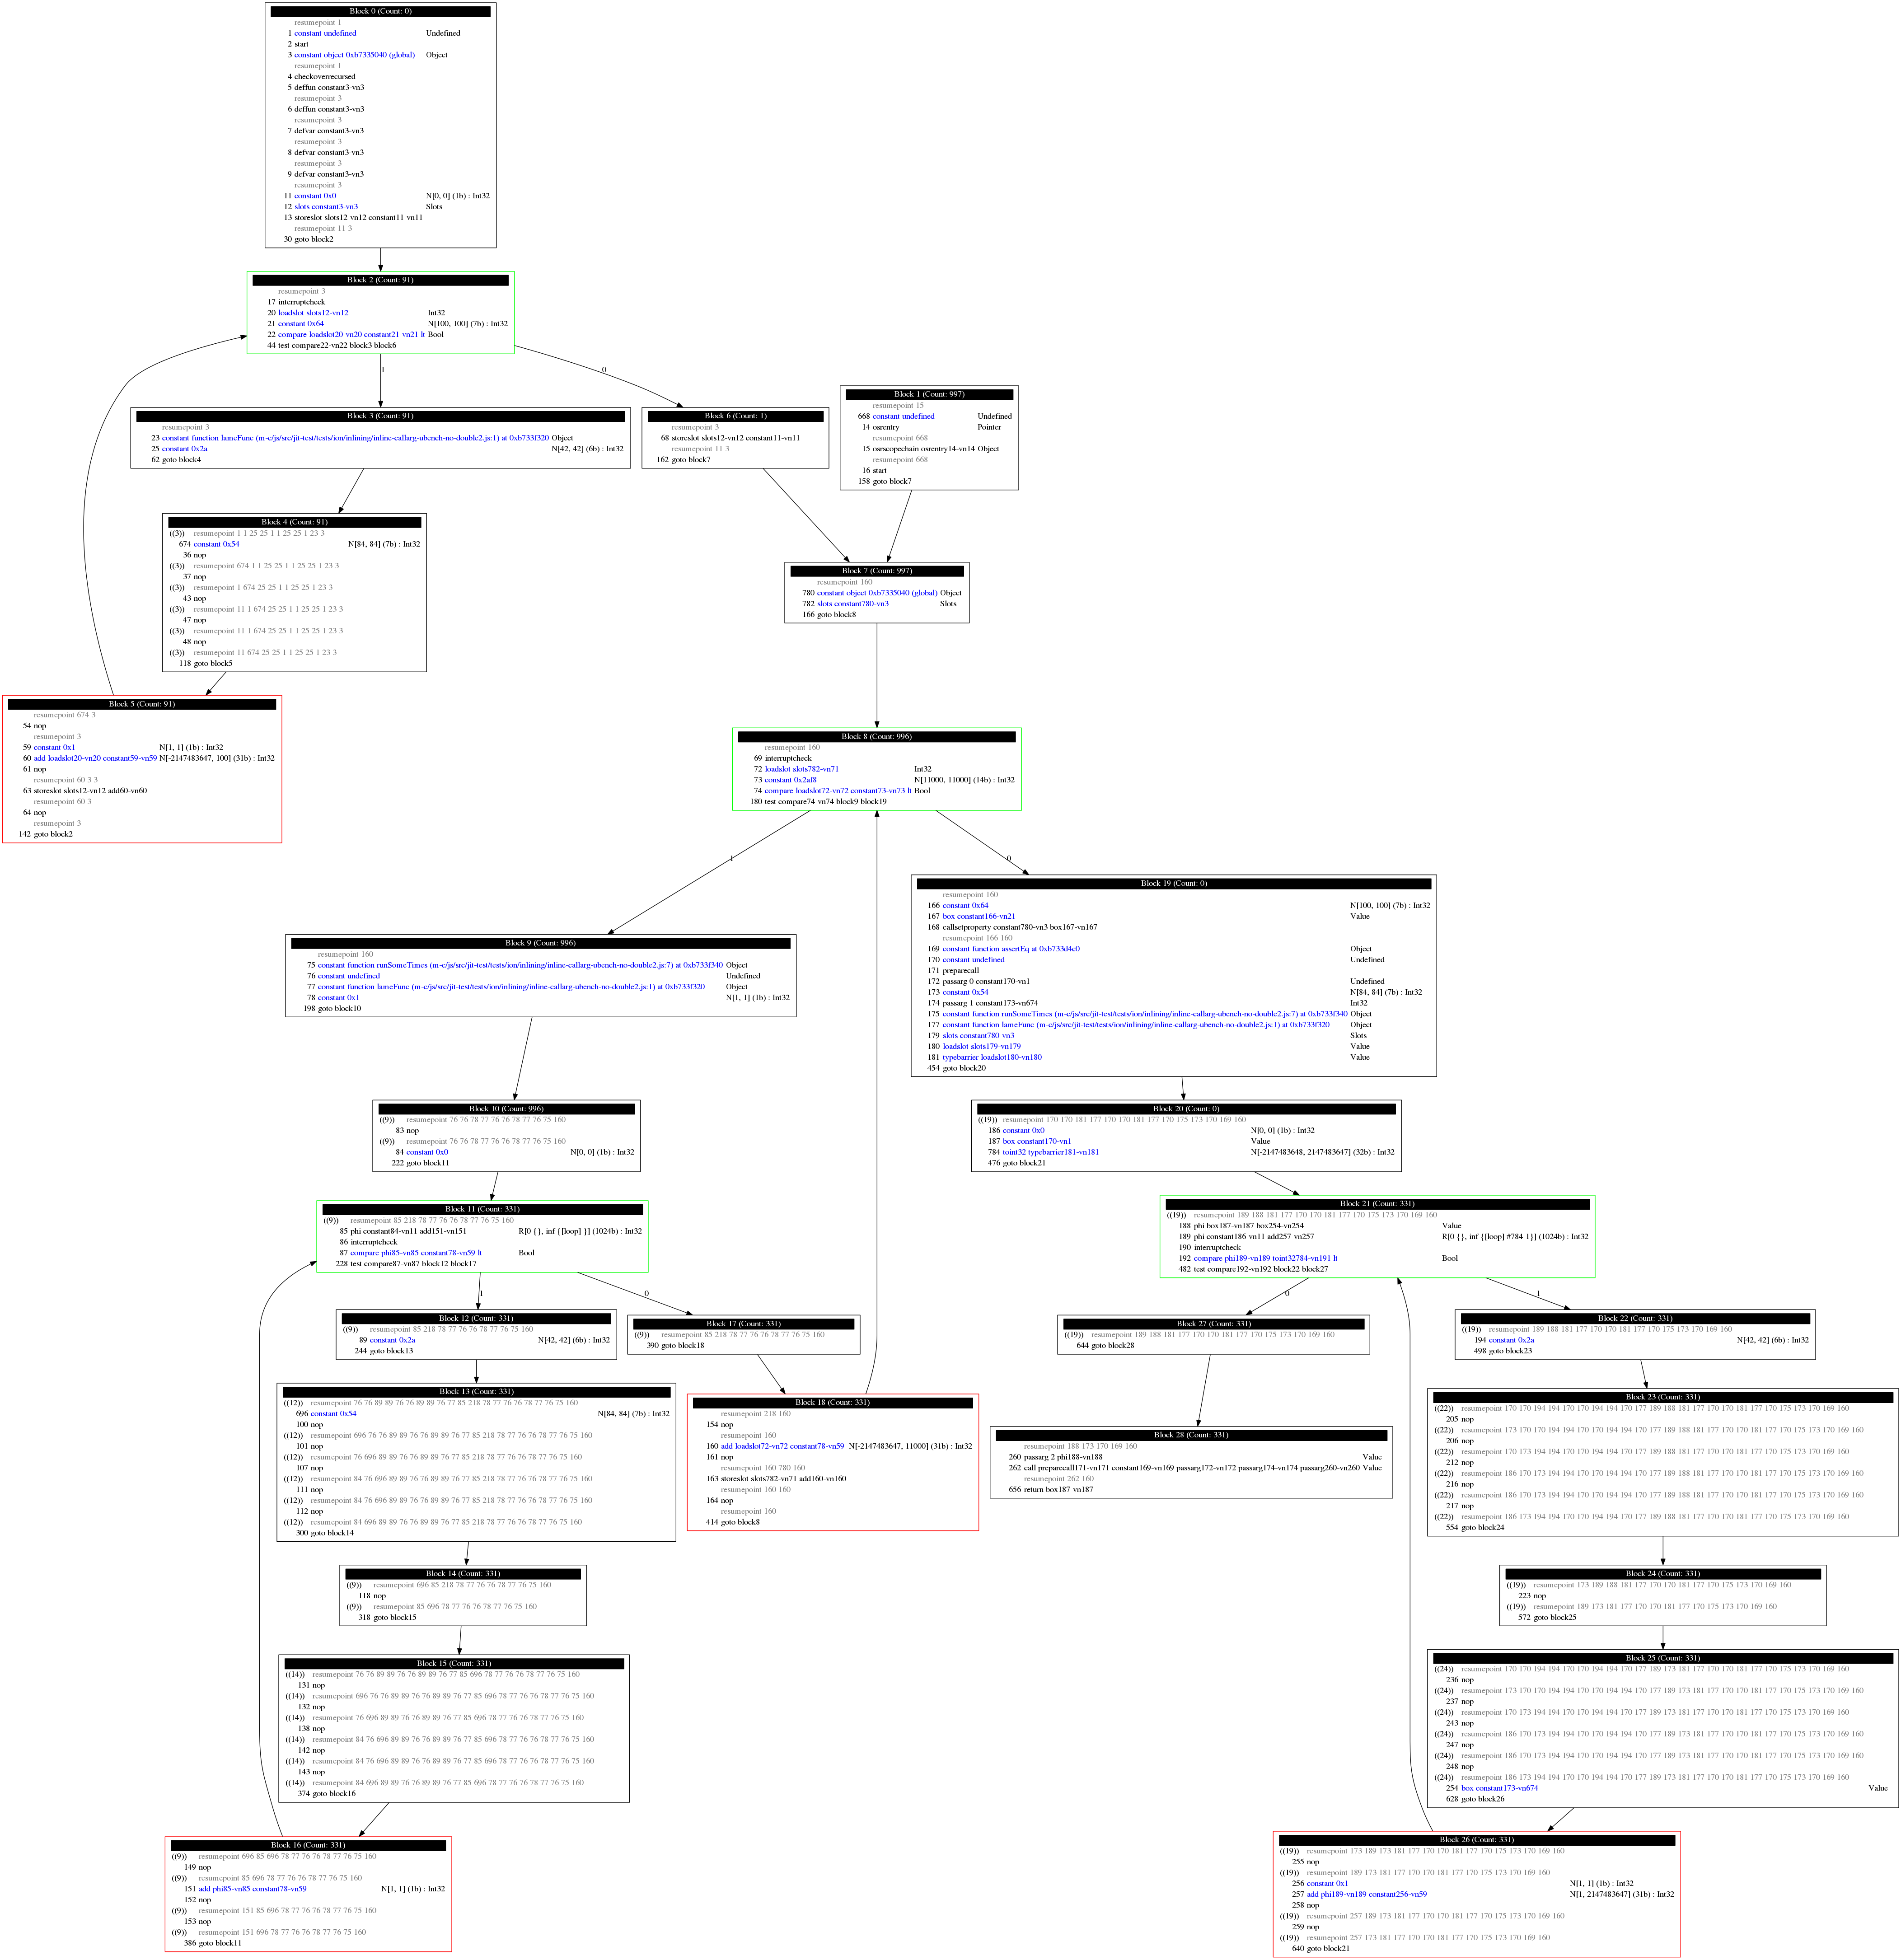 Block 0 (Count: 0)
resumepoint 1
1 constant undefined Undefined
2 start
3 constant object 0xb7335040 (global) Object
resumepoint 1
4 checkoverrecursed
5 deffun constant3-vn3
resumepoint 3
6 deffun constant3-vn3
resumepoint 3
7 defvar constant3-vn3
resumepoint 3
8 defvar constant3-vn3
resumepoint 3
9 defvar constant3-vn3
resumepoint 3
11 constant 0x0 N[0, 0] (1b) : Int32
12 slots constant3-vn3 Slots
13 storeslot slots12-vn12 constant11-vn11
resumepoint 11 3
30 goto block2
Block 2 (Count: 91)
resumepoint 3
17 interruptcheck
20 loadslot slots12-vn12 Int32
21 constant 0x64 N[100, 100] (7b) : Int32
22 compare loadslot20-vn20 constant21-vn21 lt Bool
44 test compare22-vn22 block3 block6
1
0
Block 3 (Count: 91)
resumepoint 3
23 constant function lameFunc (m-c/js/src/jit-test/tests/ion/inlining/inline-callarg-ubench-no-double2.js:1) at 0xb733f320 Object
25 constant 0x2a N[42, 42] (6b) : Int32
62 goto block4
Block 6 (Count: 1)
resumepoint 3
68 storeslot slots12-vn12 constant11-vn11
resumepoint 11 3
162 goto block7
Block 1 (Count: 997)
resumepoint 15
668 constant undefined Undefined
14 osrentry Pointer
resumepoint 668
15 osrscopechain osrentry14-vn14 Object
resumepoint 668
16 start
158 goto block7
Block 4 (Count: 91)
((3)) resumepoint 1 1 25 25 1 1 25 25 1 23 3
674 constant 0x54 N[84, 84] (7b) : Int32
36 nop
((3)) resumepoint 674 1 1 25 25 1 1 25 25 1 23 3
37 nop
((3)) resumepoint 1 674 25 25 1 1 25 25 1 23 3
43 nop
((3)) resumepoint 11 1 674 25 25 1 1 25 25 1 23 3
47 nop
((3)) resumepoint 11 1 674 25 25 1 1 25 25 1 23 3
48 nop
((3)) resumepoint 11 674 25 25 1 1 25 25 1 23 3
118 goto block5
Block 7 (Count: 997)
resumepoint 160
780 constant object 0xb7335040 (global) Object
782 slots constant780-vn3 Slots
166 goto block8
Block 5 (Count: 91)
resumepoint 674 3
54 nop
resumepoint 3
59 constant 0x1 N[1, 1] (1b) : Int32
60 add loadslot20-vn20 constant59-vn59 N[-2147483647, 100] (31b) : Int32
61 nop
resumepoint 60 3 3
63 storeslot slots12-vn12 add60-vn60
resumepoint 60 3
64 nop
resumepoint 3
142 goto block2
Block 8 (Count: 996)
resumepoint 160
69 interruptcheck
72 loadslot slots782-vn71 Int32
73 constant 0x2af8 N[11000, 11000] (14b) : Int32
74 compare loadslot72-vn72 constant73-vn73 lt Bool
180 test compare74-vn74 block9 block19
1
0
Block 9 (Count: 996)
resumepoint 160
75 constant function runSomeTimes (m-c/js/src/jit-test/tests/ion/inlining/inline-callarg-ubench-no-double2.js:7) at 0xb733f340 Object
76 constant undefined Undefined
77 constant function lameFunc (m-c/js/src/jit-test/tests/ion/inlining/inline-callarg-ubench-no-double2.js:1) at 0xb733f320 Object
78 constant 0x1 N[1, 1] (1b) : Int32
198 goto block10
Block 19 (Count: 0)
resumepoint 160
166 constant 0x64 N[100, 100] (7b) : Int32
167 box constant166-vn21 Value
168 callsetproperty constant780-vn3 box167-vn167
resumepoint 166 160
169 constant function assertEq at 0xb733d4c0 Object
170 constant undefined Undefined
171 preparecall
172 passarg 0 constant170-vn1 Undefined
173 constant 0x54 N[84, 84] (7b) : Int32
174 passarg 1 constant173-vn674 Int32
175 constant function runSomeTimes (m-c/js/src/jit-test/tests/ion/inlining/inline-callarg-ubench-no-double2.js:7) at 0xb733f340 Object
177 constant function lameFunc (m-c/js/src/jit-test/tests/ion/inlining/inline-callarg-ubench-no-double2.js:1) at 0xb733f320 Object
179 slots constant780-vn3 Slots
180 loadslot slots179-vn179 Value
181 typebarrier loadslot180-vn180 Value
454 goto block20
Block 10 (Count: 996)
((9)) resumepoint 76 76 78 77 76 76 78 77 76 75 160
83 nop
((9)) resumepoint 76 76 78 77 76 76 78 77 76 75 160
84 constant 0x0 N[0, 0] (1b) : Int32
222 goto block11
Block 20 (Count: 0)
((19)) resumepoint 170 170 181 177 170 170 181 177 170 175 173 170 169 160
186 constant 0x0 N[0, 0] (1b) : Int32
187 box constant170-vn1 Value
784 toint32 typebarrier181-vn181 N[-2147483648, 2147483647] (32b) : Int32
476 goto block21
Block 11 (Count: 331)
((9)) resumepoint 85 218 78 77 76 76 78 77 76 75 160
85 phi constant84-vn11 add151-vn151 R[0 {}, inf {[loop] }] (1024b) : Int32
86 interruptcheck
87 compare phi85-vn85 constant78-vn59 lt Bool
228 test compare87-vn87 block12 block17
1
0
Block 21 (Count: 331)
((19)) resumepoint 189 188 181 177 170 170 181 177 170 175 173 170 169 160
188 phi box187-vn187 box254-vn254 Value
189 phi constant186-vn11 add257-vn257 R[0 {}, inf {[loop] #784-1}] (1024b) : Int32
190 interruptcheck
192 compare phi189-vn189 toint32784-vn191 lt Bool
482 test compare192-vn192 block22 block27
0
1
Block 12 (Count: 331)
((9)) resumepoint 85 218 78 77 76 76 78 77 76 75 160
89 constant 0x2a N[42, 42] (6b) : Int32
244 goto block13
Block 17 (Count: 331)
((9)) resumepoint 85 218 78 77 76 76 78 77 76 75 160
390 goto block18
Block 27 (Count: 331)
((19)) resumepoint 189 188 181 177 170 170 181 177 170 175 173 170 169 160
644 goto block28
Block 22 (Count: 331)
((19)) resumepoint 189 188 181 177 170 170 181 177 170 175 173 170 169 160
194 constant 0x2a N[42, 42] (6b) : Int32
498 goto block23
Block 13 (Count: 331)
((12)) resumepoint 76 76 89 89 76 76 89 89 76 77 85 218 78 77 76 76 78 77 76 75 160
696 constant 0x54 N[84, 84] (7b) : Int32
100 nop
((12)) resumepoint 696 76 76 89 89 76 76 89 89 76 77 85 218 78 77 76 76 78 77 76 75 160
101 nop
((12)) resumepoint 76 696 89 89 76 76 89 89 76 77 85 218 78 77 76 76 78 77 76 75 160
107 nop
((12)) resumepoint 84 76 696 89 89 76 76 89 89 76 77 85 218 78 77 76 76 78 77 76 75 160
111 nop
((12)) resumepoint 84 76 696 89 89 76 76 89 89 76 77 85 218 78 77 76 76 78 77 76 75 160
112 nop
((12)) resumepoint 84 696 89 89 76 76 89 89 76 77 85 218 78 77 76 76 78 77 76 75 160
300 goto block14
Block 18 (Count: 331)
resumepoint 218 160
154 nop
resumepoint 160
160 add loadslot72-vn72 constant78-vn59 N[-2147483647, 11000] (31b) : Int32
161 nop
resumepoint 160 780 160
163 storeslot slots782-vn71 add160-vn160
resumepoint 160 160
164 nop
resumepoint 160
414 goto block8
Block 28 (Count: 331)
resumepoint 188 173 170 169 160
260 passarg 2 phi188-vn188 Value
262 call preparecall171-vn171 constant169-vn169 passarg172-vn172 passarg174-vn174 passarg260-vn260 Value
resumepoint 262 160
656 return box187-vn187
Block 23 (Count: 331)
((22)) resumepoint 170 170 194 194 170 170 194 194 170 177 189 188 181 177 170 170 181 177 170 175 173 170 169 160
205 nop
((22)) resumepoint 173 170 170 194 194 170 170 194 194 170 177 189 188 181 177 170 170 181 177 170 175 173 170 169 160
206 nop
((22)) resumepoint 170 173 194 194 170 170 194 194 170 177 189 188 181 177 170 170 181 177 170 175 173 170 169 160
212 nop
((22)) resumepoint 186 170 173 194 194 170 170 194 194 170 177 189 188 181 177 170 170 181 177 170 175 173 170 169 160
216 nop
((22)) resumepoint 186 170 173 194 194 170 170 194 194 170 177 189 188 181 177 170 170 181 177 170 175 173 170 169 160
217 nop
((22)) resumepoint 186 173 194 194 170 170 194 194 170 177 189 188 181 177 170 170 181 177 170 175 173 170 169 160
554 goto block24
Block 14 (Count: 331)
((9)) resumepoint 696 85 218 78 77 76 76 78 77 76 75 160
118 nop
((9)) resumepoint 85 696 78 77 76 76 78 77 76 75 160
318 goto block15
Block 24 (Count: 331)
((19)) resumepoint 173 189 188 181 177 170 170 181 177 170 175 173 170 169 160
223 nop
((19)) resumepoint 189 173 181 177 170 170 181 177 170 175 173 170 169 160
572 goto block25
Block 15 (Count: 331)
((14)) resumepoint 76 76 89 89 76 76 89 89 76 77 85 696 78 77 76 76 78 77 76 75 160
131 nop
((14)) resumepoint 696 76 76 89 89 76 76 89 89 76 77 85 696 78 77 76 76 78 77 76 75 160
132 nop
((14)) resumepoint 76 696 89 89 76 76 89 89 76 77 85 696 78 77 76 76 78 77 76 75 160
138 nop
((14)) resumepoint 84 76 696 89 89 76 76 89 89 76 77 85 696 78 77 76 76 78 77 76 75 160
142 nop
((14)) resumepoint 84 76 696 89 89 76 76 89 89 76 77 85 696 78 77 76 76 78 77 76 75 160
143 nop
((14)) resumepoint 84 696 89 89 76 76 89 89 76 77 85 696 78 77 76 76 78 77 76 75 160
374 goto block16
Block 25 (Count: 331)
((24)) resumepoint 170 170 194 194 170 170 194 194 170 177 189 173 181 177 170 170 181 177 170 175 173 170 169 160
236 nop
((24)) resumepoint 173 170 170 194 194 170 170 194 194 170 177 189 173 181 177 170 170 181 177 170 175 173 170 169 160
237 nop
((24)) resumepoint 170 173 194 194 170 170 194 194 170 177 189 173 181 177 170 170 181 177 170 175 173 170 169 160
243 nop
((24)) resumepoint 186 170 173 194 194 170 170 194 194 170 177 189 173 181 177 170 170 181 177 170 175 173 170 169 160
247 nop
((24)) resumepoint 186 170 173 194 194 170 170 194 194 170 177 189 173 181 177 170 170 181 177 170 175 173 170 169 160
248 nop
((24)) resumepoint 186 173 194 194 170 170 194 194 170 177 189 173 181 177 170 170 181 177 170 175 173 170 169 160
254 box constant173-vn674 Value
628 goto block26
Block 16 (Count: 331)
((9)) resumepoint 696 85 696 78 77 76 76 78 77 76 75 160
149 nop
((9)) resumepoint 85 696 78 77 76 76 78 77 76 75 160
151 add phi85-vn85 constant78-vn59 N[1, 1] (1b) : Int32
152 nop
((9)) resumepoint 151 85 696 78 77 76 76 78 77 76 75 160
153 nop
((9)) resumepoint 151 696 78 77 76 76 78 77 76 75 160
386 goto block11
Block 26 (Count: 331)
((19)) resumepoint 173 189 173 181 177 170 170 181 177 170 175 173 170 169 160
255 nop
((19)) resumepoint 189 173 181 177 170 170 181 177 170 175 173 170 169 160
256 constant 0x1 N[1, 1] (1b) : Int32
257 add phi189-vn189 constant256-vn59 N[1, 2147483647] (31b) : Int32
258 nop
((19)) resumepoint 257 189 173 181 177 170 170 181 177 170 175 173 170 169 160
259 nop
((19)) resumepoint 257 173 181 177 170 170 181 177 170 175 173 170 169 160
640 goto block21